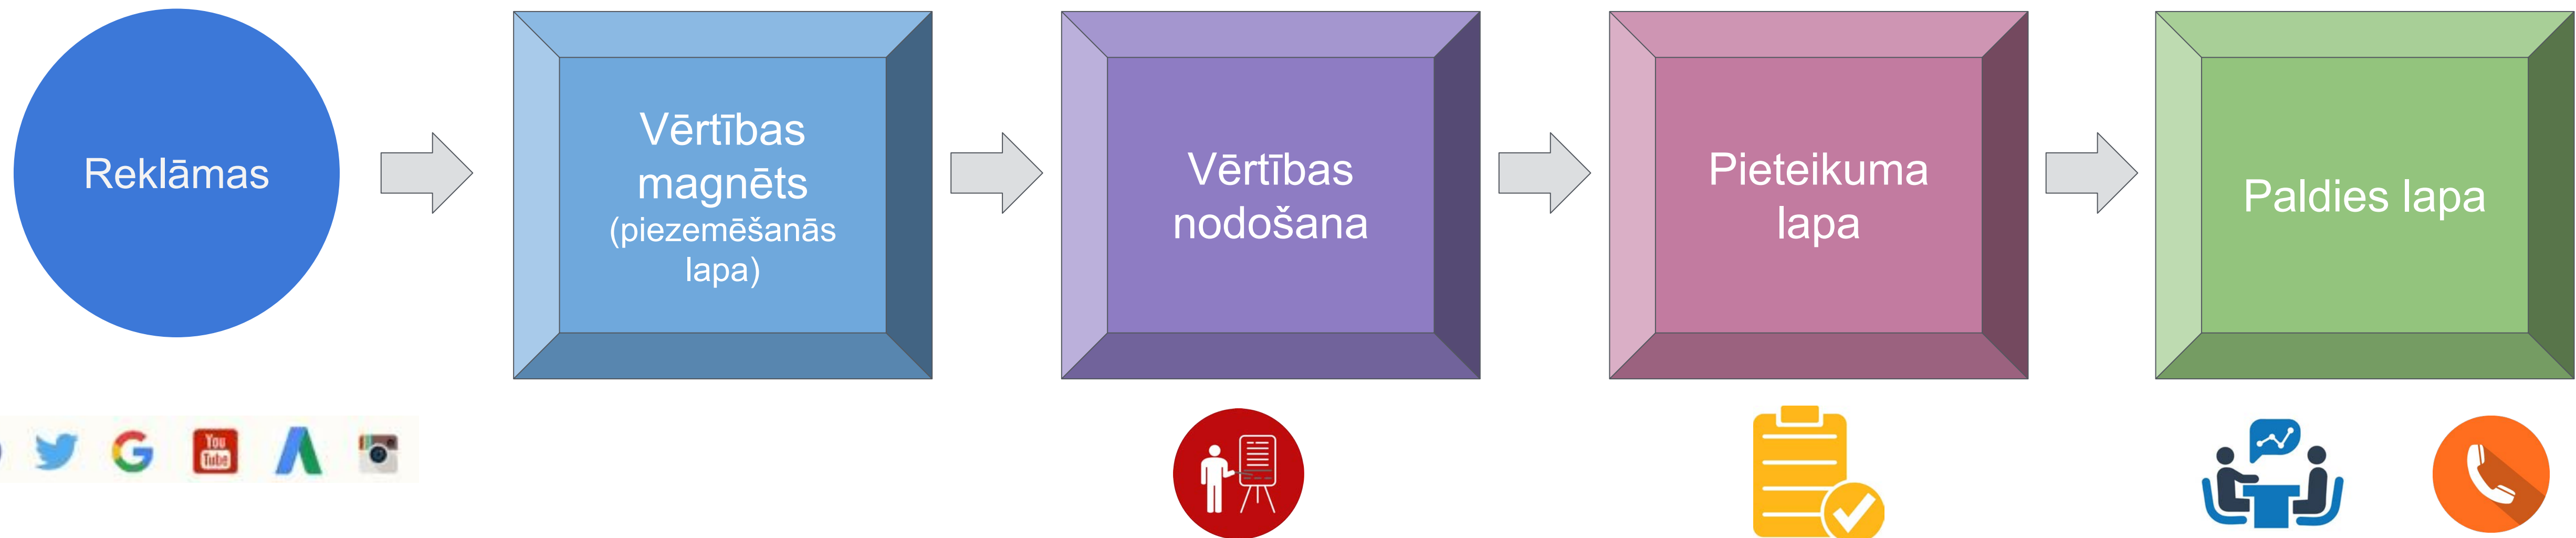 Reklāmas
Vērtības
magnēts
(piezemēšanās
lapa)
Vērtības
nodošana
Pieteikuma
lapa
Paldies lapa
You
Tube